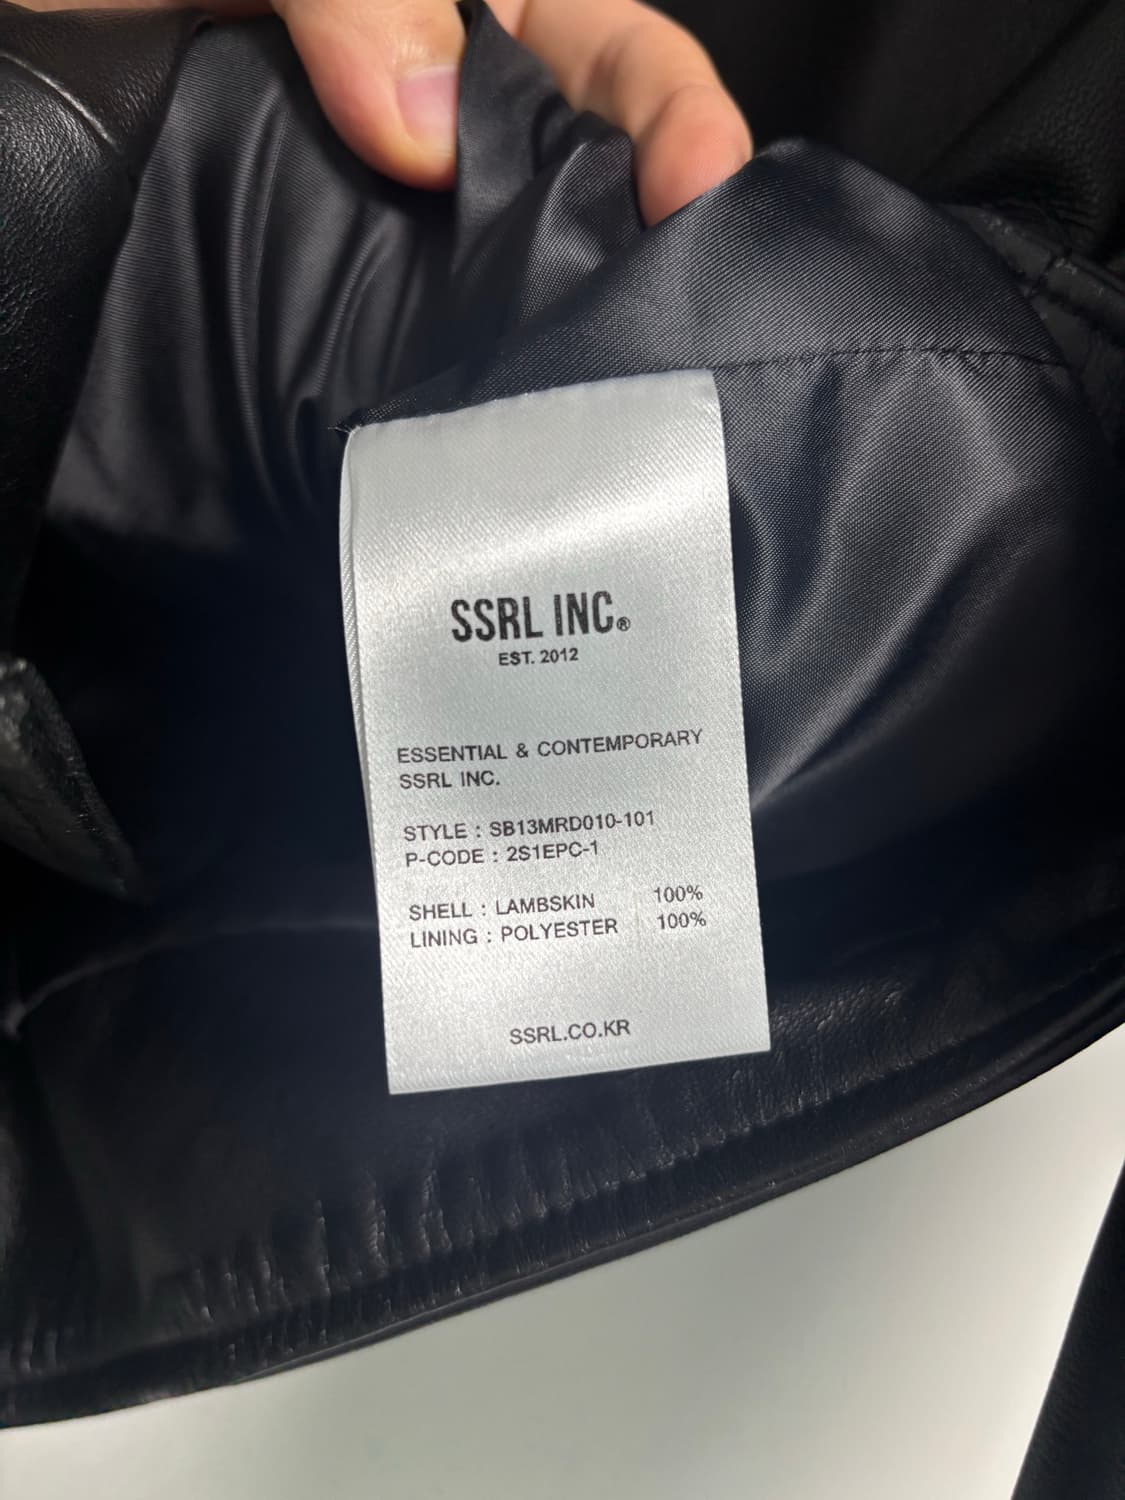 SSRL INC.®
EST. 2012
ESSENTIAL & CONTEMPORARY
SSRL INC.
STYLE : SB13MRD010-101
P-CODE : 2S1EPC-1
SHELL : LAMBSKIN 100%
LINING : POLYESTER 100%
SSRL.CO.KR